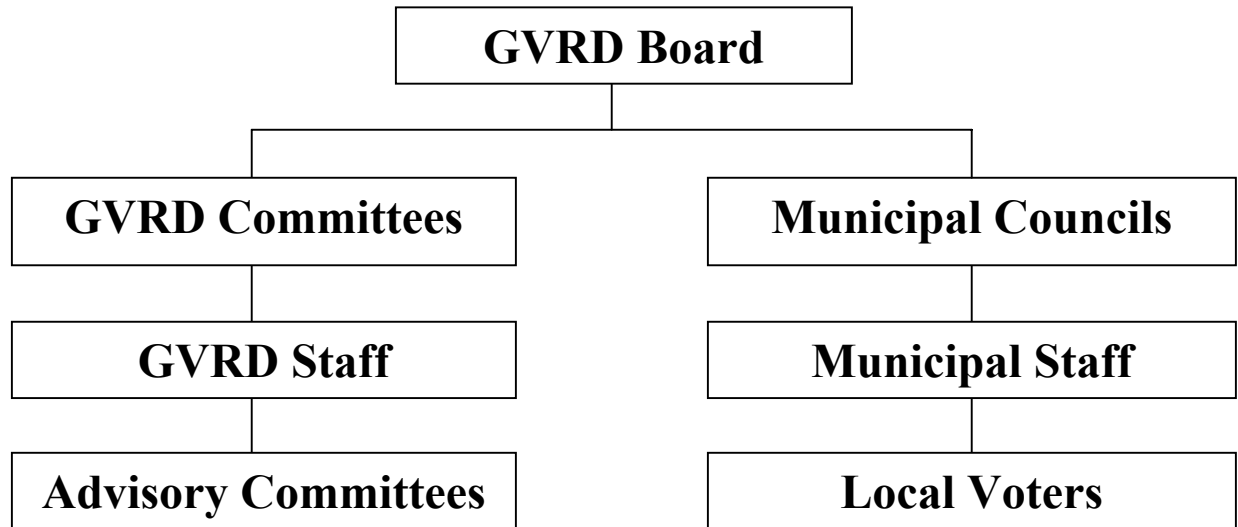 GVRD Board
GVRD Committees
Municipal Councils
GVRD Staff
Municipal Staff
Advisory Committees
Local Voters